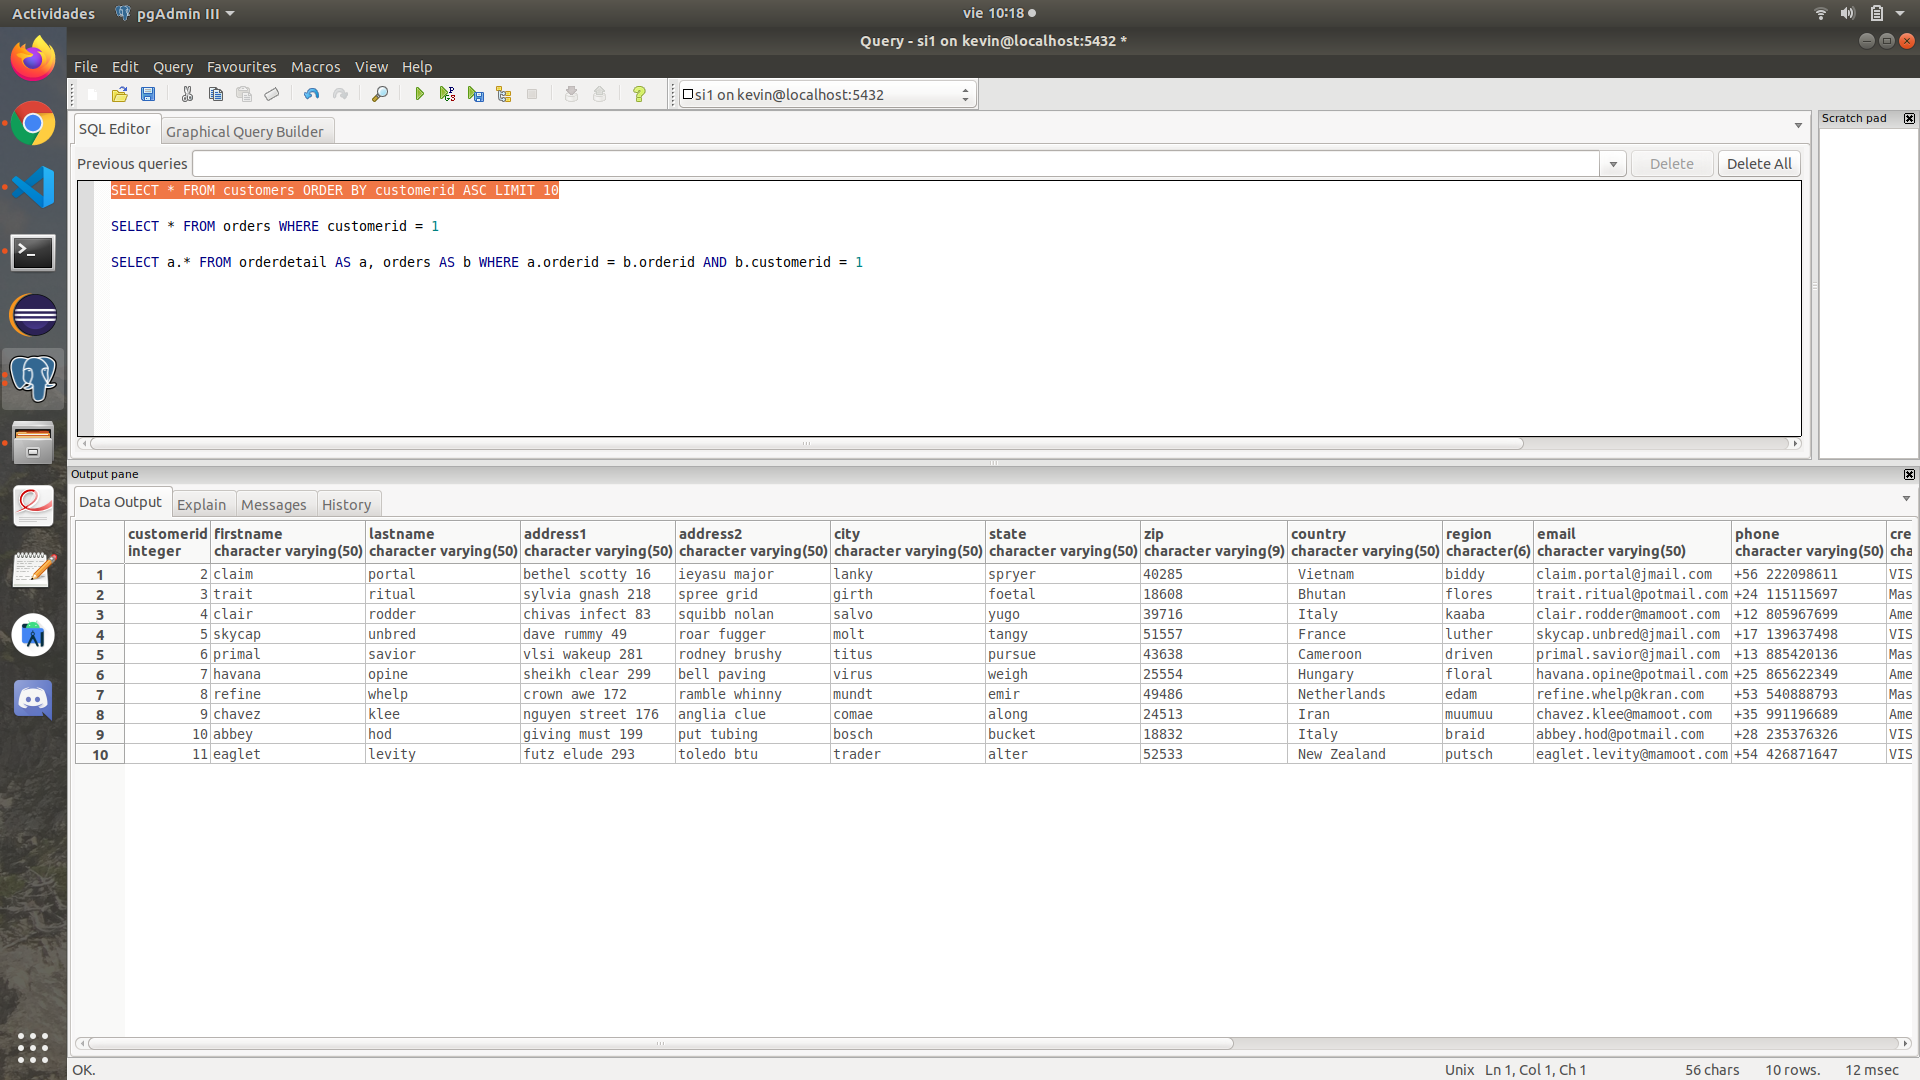 Actividades pgAdmin III vie 10:18
Query - si1 on kevin@localhost:5432 *
File Edit Query Favourites Macros View Help
si1 on kevin@localhost:5432
SQL Editor Graphical Query Builder
Scratch pad
Previous queries Delete Delete All
SELECT * FROM customers ORDER BY customerid ASC LIMIT 10
SELECT * FROM orders WHERE customerid = 1
SELECT a.* FROM orderdetail AS a, orders AS b WHERE a.orderid = b.orderid AND b.customerid = 1
Output pane
Data Output Explain Messages History
customerid firstname lastname address1 address2 city state zip country region email phone cre
integer character varying(50) character varying(50) character varying(50) character varying(50) character varying(50) character varying(50) character varying(9) character varying(50) character(6) character varying(50) character varying(50) cha
1 2 claim portal bethel scotty 16 ieyasu major lanky spryer 40285 Vietnam biddy claim.portal@jmail.com +56 222098611 VIS
2 3 trait ritual sylvia gnash 218 spree grid girth foetal 18608 Bhutan flores trait.ritual@potmail.com +24 115115697 Mas
3 4 clair rodder chivas infect 83 squibb nolan salvo yugo 39716 Italy kaaba clair.rodder@mamoot.com +12 805967699 Ame
4 5 skycap unbred dave rummy 49 roar fugger molt tangy 51557 France luther skycap.unbred@jmail.com +17 139637498 VIS
5 6 primal savior vlsi wakeup 281 rodney brushy titus pursue 43638 Cameroon driven primal.savior@jmail.com +13 885420136 Mas
6 7 havana opine sheikh clear 299 bell paving virus weigh 25554 Hungary floral havana.opine@potmail.com +25 865622349 Ame
7 8 refine whelp crown awe 172 ramble whinny mundt emir 49486 Netherlands edam refine.whelp@kran.com +53 540888793 Mas
8 9 chavez klee nguyen street 176 anglia clue comae along 24513 Iran muumuu chavez.klee@mamoot.com +35 991196689 Ame
9 10 abbey hod giving must 199 put tubing bosch bucket 18832 Italy braid abbey.hod@potmail.com +28 235376326 VIS
10 11 eaglet levity futz elude 293 toledo btu trader alter 52533 New Zealand putsch eaglet.levity@mamoot.com +54 426871647 VIS
OK. Unix Ln 1, Col 1, Ch 1 56 chars 10 rows. 12 msec